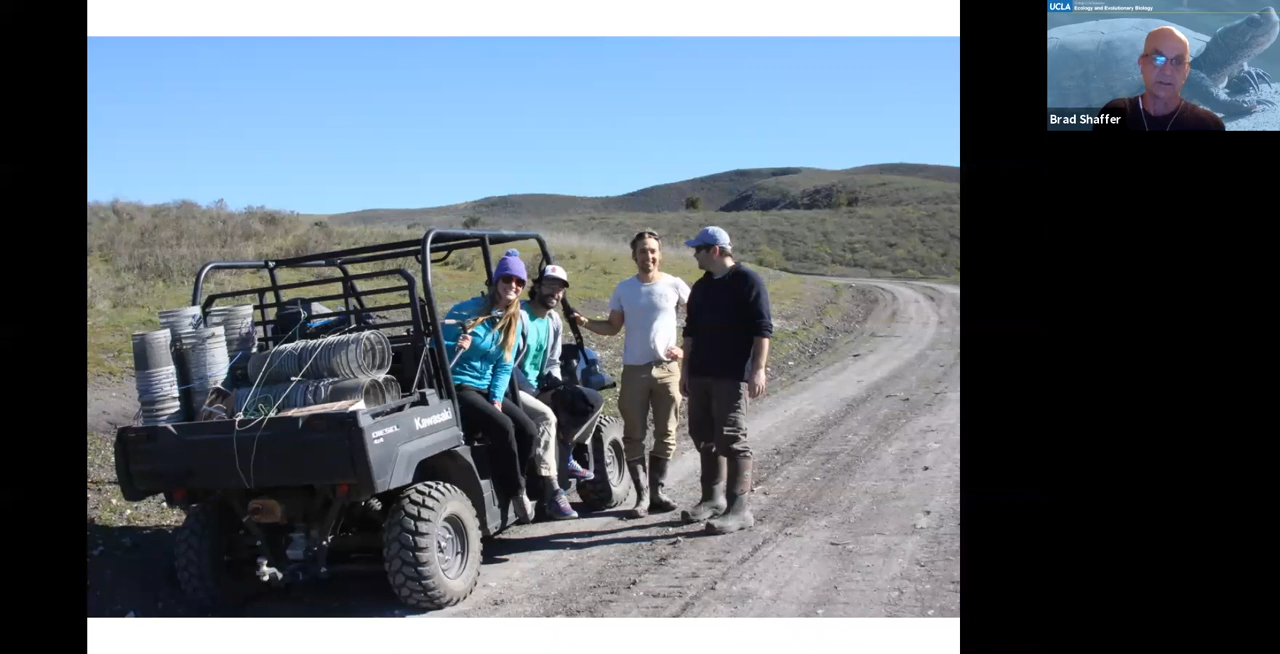 UCLA
Ecology and Evolutionary Biology
Brad Shaffer
Kawasaki
DIESEL
4x4